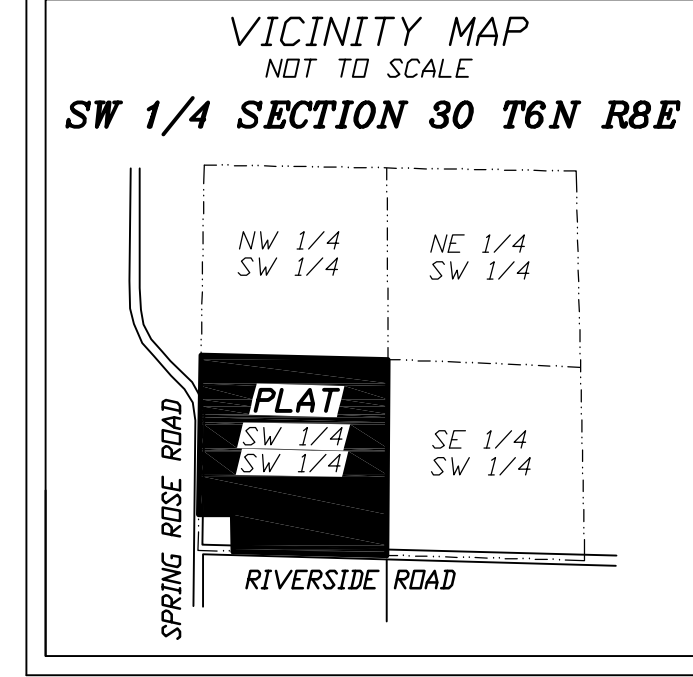 VICINITY MAP
NOT TO SCALE
SW 1/4 SECTION 30 T6N R8E
NW 1/4
SW 1/4
NE 1/4
SW 1/4
PLAT
SW 1/4
SW 1/4
SE 1/4
SW 1/4
SPRING ROSE ROAD
RIVERSIDE ROAD